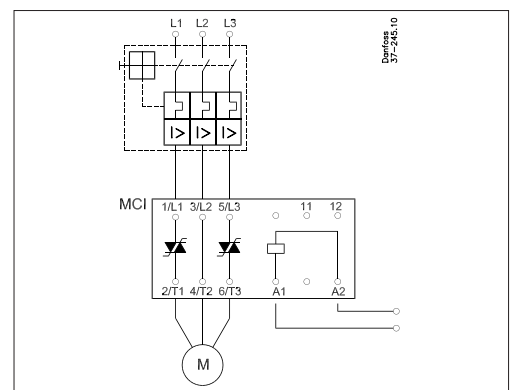 L1 L2 L3
Danfoss
37-245.10
I> I> I>
MCI
1/L1 3/L2 5/L3 11 12
2/T1 4/T2 6/T3 A1 A2
M